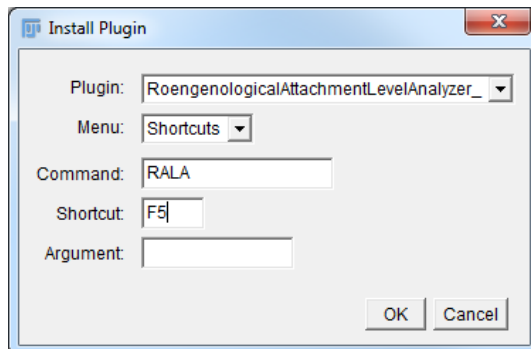 Install Plugin
Plugin: RoengenologicalAttachmentLevelAnalyzer_
Menu: Shortcuts
Command: RALA
Shortcut: F5
Argument:
OK Cancel